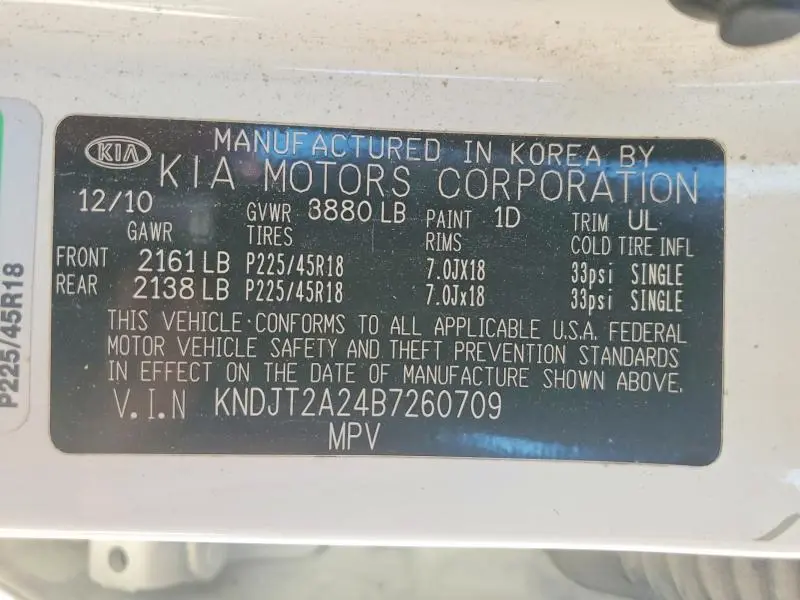 KIA
MANUFACTURED IN KOREA BY
KIA MOTORS CORPORATION
12/10 GVWR 3880 LB PAINT 1D TRIM UL
GAWR TIRES RIMS COLD TIRE INFL
FRONT 2161 LB P225/45R18 7.0JX18 33psi SINGLE
REAR 2138 LB P225/45R18 7.0Jx18 33psi SINGLE
THIS VEHICLE CONFORMS TO ALL APPLICABLE U.S.A. FEDERAL
MOTOR VEHICLE SAFETY AND THEFT PREVENTION STANDARDS
IN EFFECT ON THE DATE OF MANUFACTURE SHOWN ABOVE.
V.I.N KNDJT2A24B7260709
MPV
P225/45R18